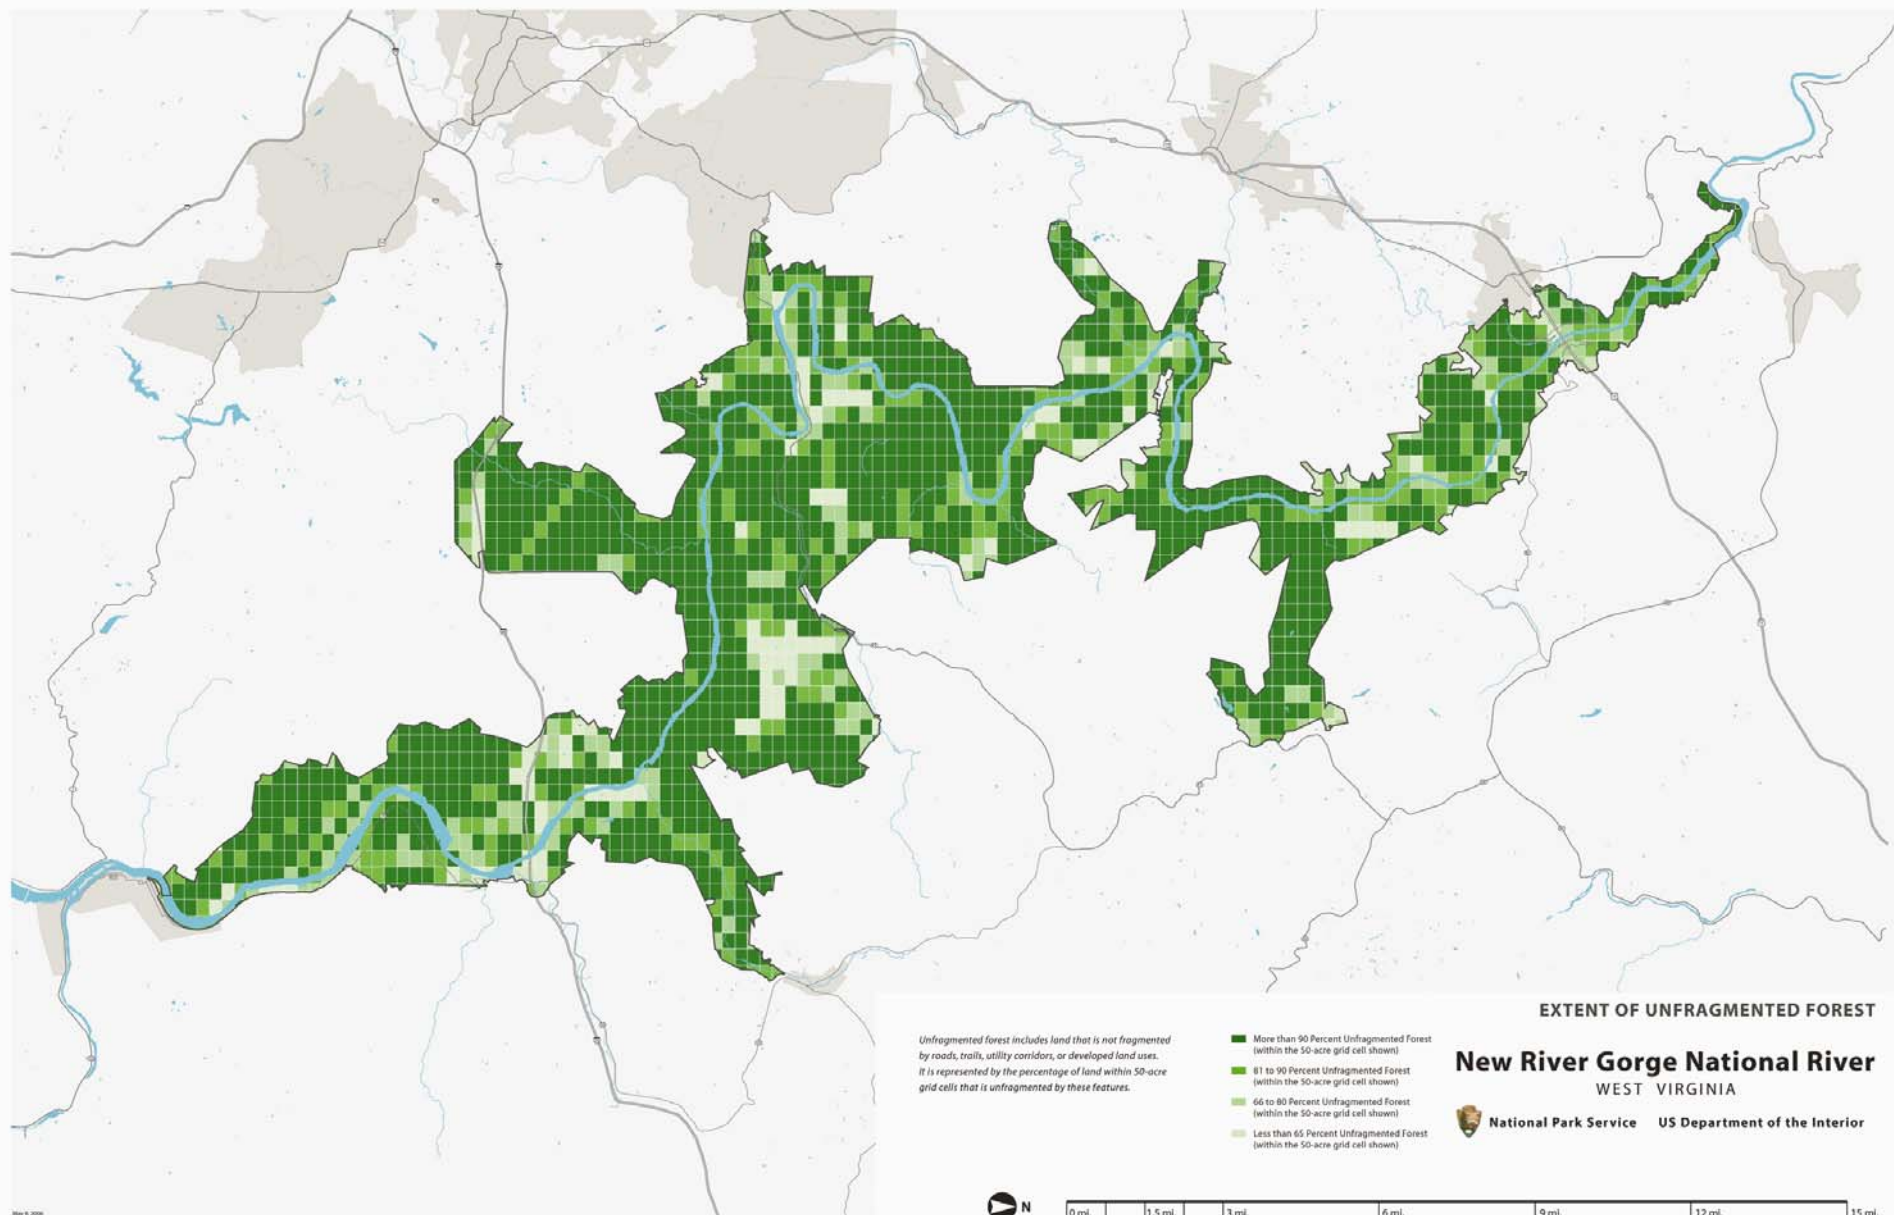 EXTENT OF UNFRAGMENTED FOREST
New River Gorge National River
WEST VIRGINIA
National Park Service US Department of the Interior
Unfragmented forest includes land that is not fragmented
by roads, trails, utility corridors, or developed land uses.
It is represented by the percentage of land within 50-acre
grid cells that is unfragmented by these features.
More than 90 Percent Unfragmented Forest
(within the 50-acre grid cell shown)
81 to 90 Percent Unfragmented Forest
(within the 50-acre grid cell shown)
66 to 80 Percent Unfragmented Forest
(within the 50-acre grid cell shown)
Less than 65 Percent Unfragmented Forest
(within the 50-acre grid cell shown)
N
0 mi. 1.5 mi. 3 mi. 6 mi. 9 mi. 12 mi. 15 mi.